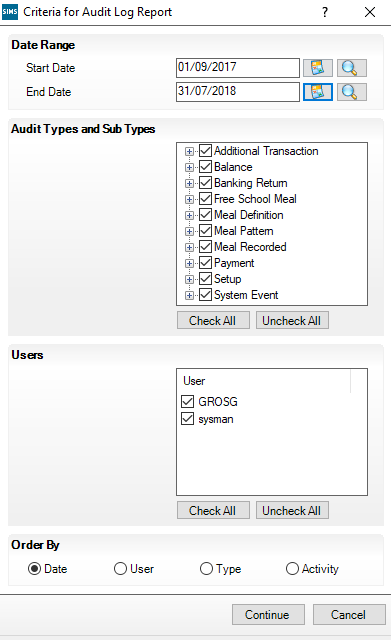 SIMS Criteria for Audit Log Report ?
Date Range
Start Date 01/09/2017
End Date 31/07/2018
Audit Types and Sub Types
Additional Transaction
Balance
Banking Return
Free School Meal
Meal Definition
Meal Pattern
Meal Recorded
Payment
Setup
System Event
Check All Uncheck All
Users
User
GROSG
sysman
Check All Uncheck All
Order By
Date User Type Activity
Continue Cancel